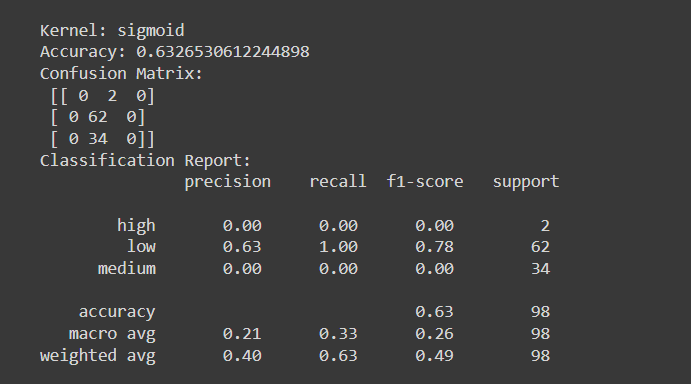 Kernel: sigmoid
Accuracy: 0.6326530612244898
Confusion Matrix:
[[ 0  2  0]
[ 0 62  0]
[ 0 34  0]]
Classification Report:
precision    recall  f1-score   support
high       0.00      0.00      0.00         2
low       0.63      1.00      0.78        62
medium       0.00      0.00      0.00        34
accuracy                           0.63        98
macro avg       0.21      0.33      0.26        98
weighted avg       0.40      0.63      0.49        98